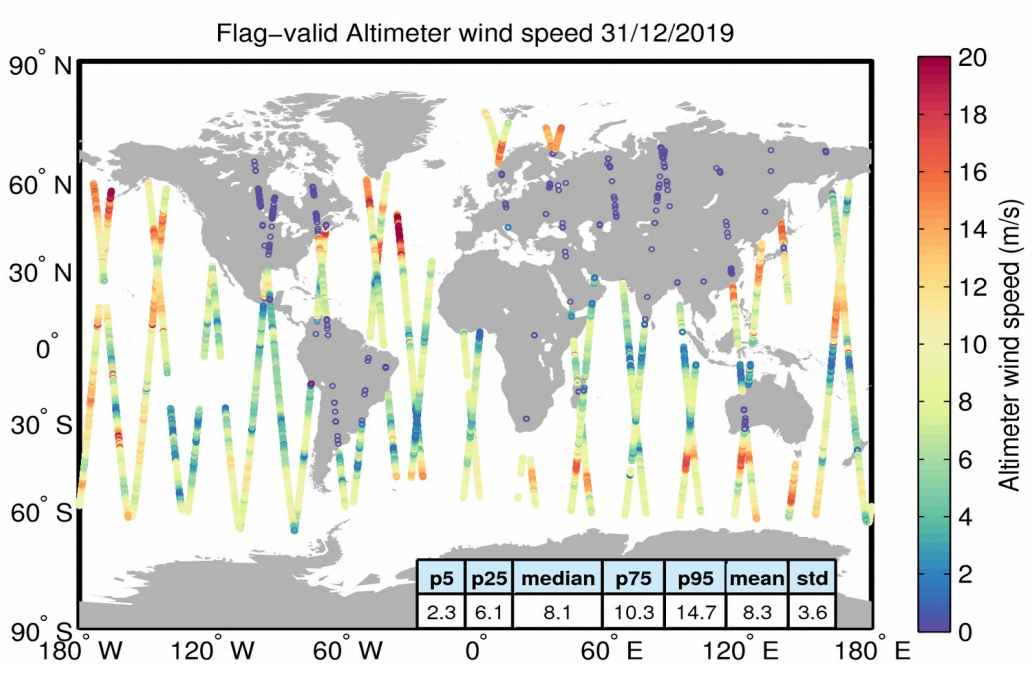 Flag−valid Altimeter wind speed 31/12/2019
90° N
60° N
30° N
0°
30° S
60° S
90° S
180° W
120° W
60° W
0°
60° E
120° E
180° E
p5 p25 median p75 p95 mean std
2.3 6.1 8.1 10.3 14.7 8.3 3.6
20
18
16
14
12
10
8
6
4
2
0
Altimeter wind speed (m/s)